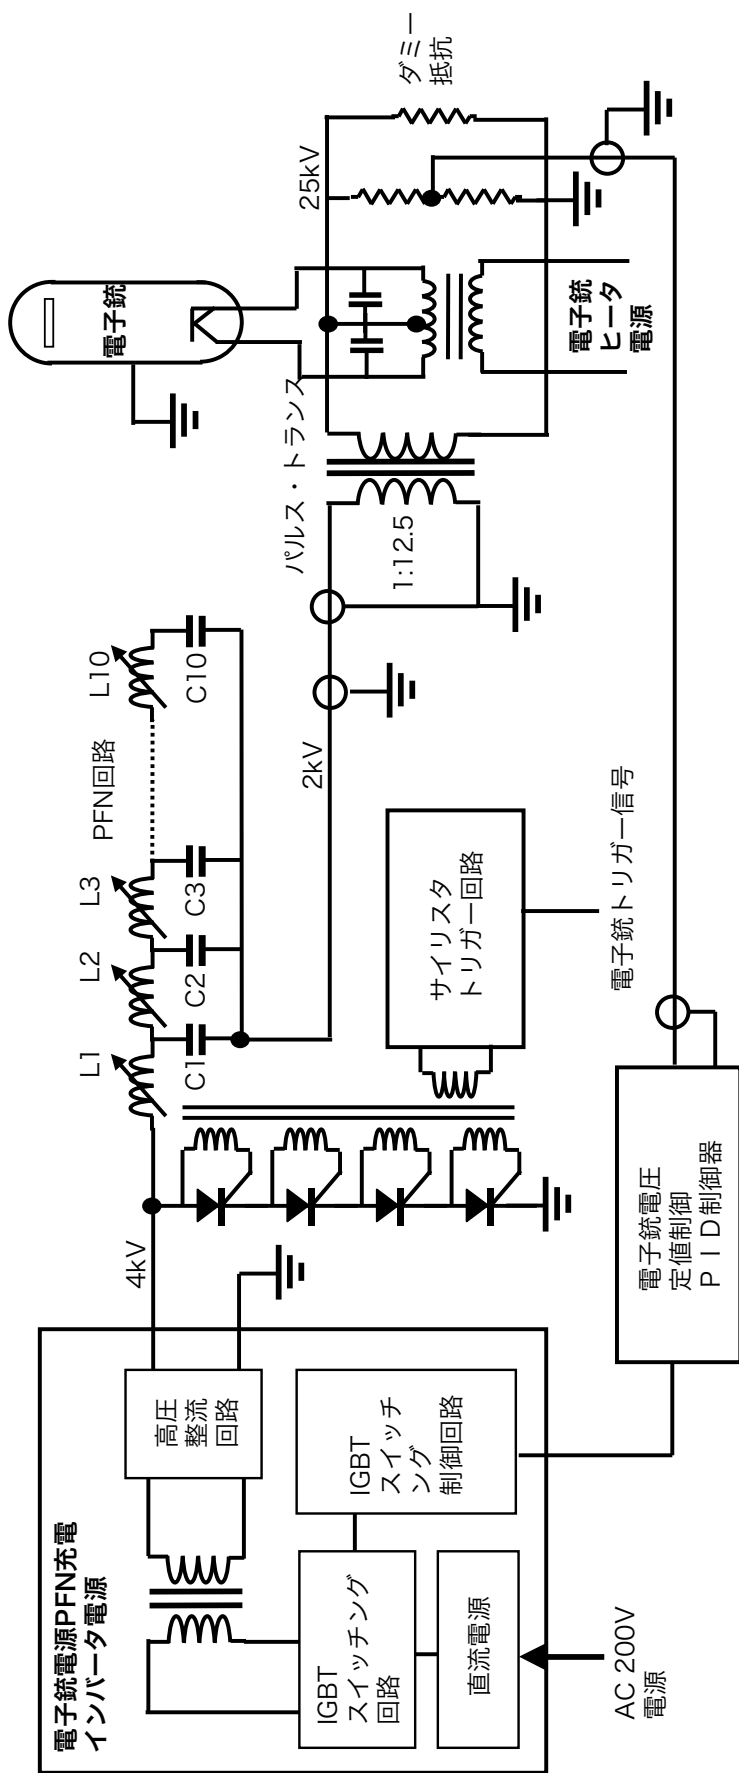 電子銃電源PFN充電
インバータ電源
高圧
整流
回路
IGBT
スイッチング
回路
IGBT
スイッチ
ング
制御回路
直流電源
AC 200V
電源
4kV
L1
L2
L3
PFN回路
L10
C1
C2
C3
C10
サイリスタ
トリガー回路
電子銃トリガー信号
電子銃電圧
定値制御
PID制御器
2kV
パルス・トランス
1:12.5
電子銃
25kV
電子銃
ヒータ
電源
ダミー
抵抗